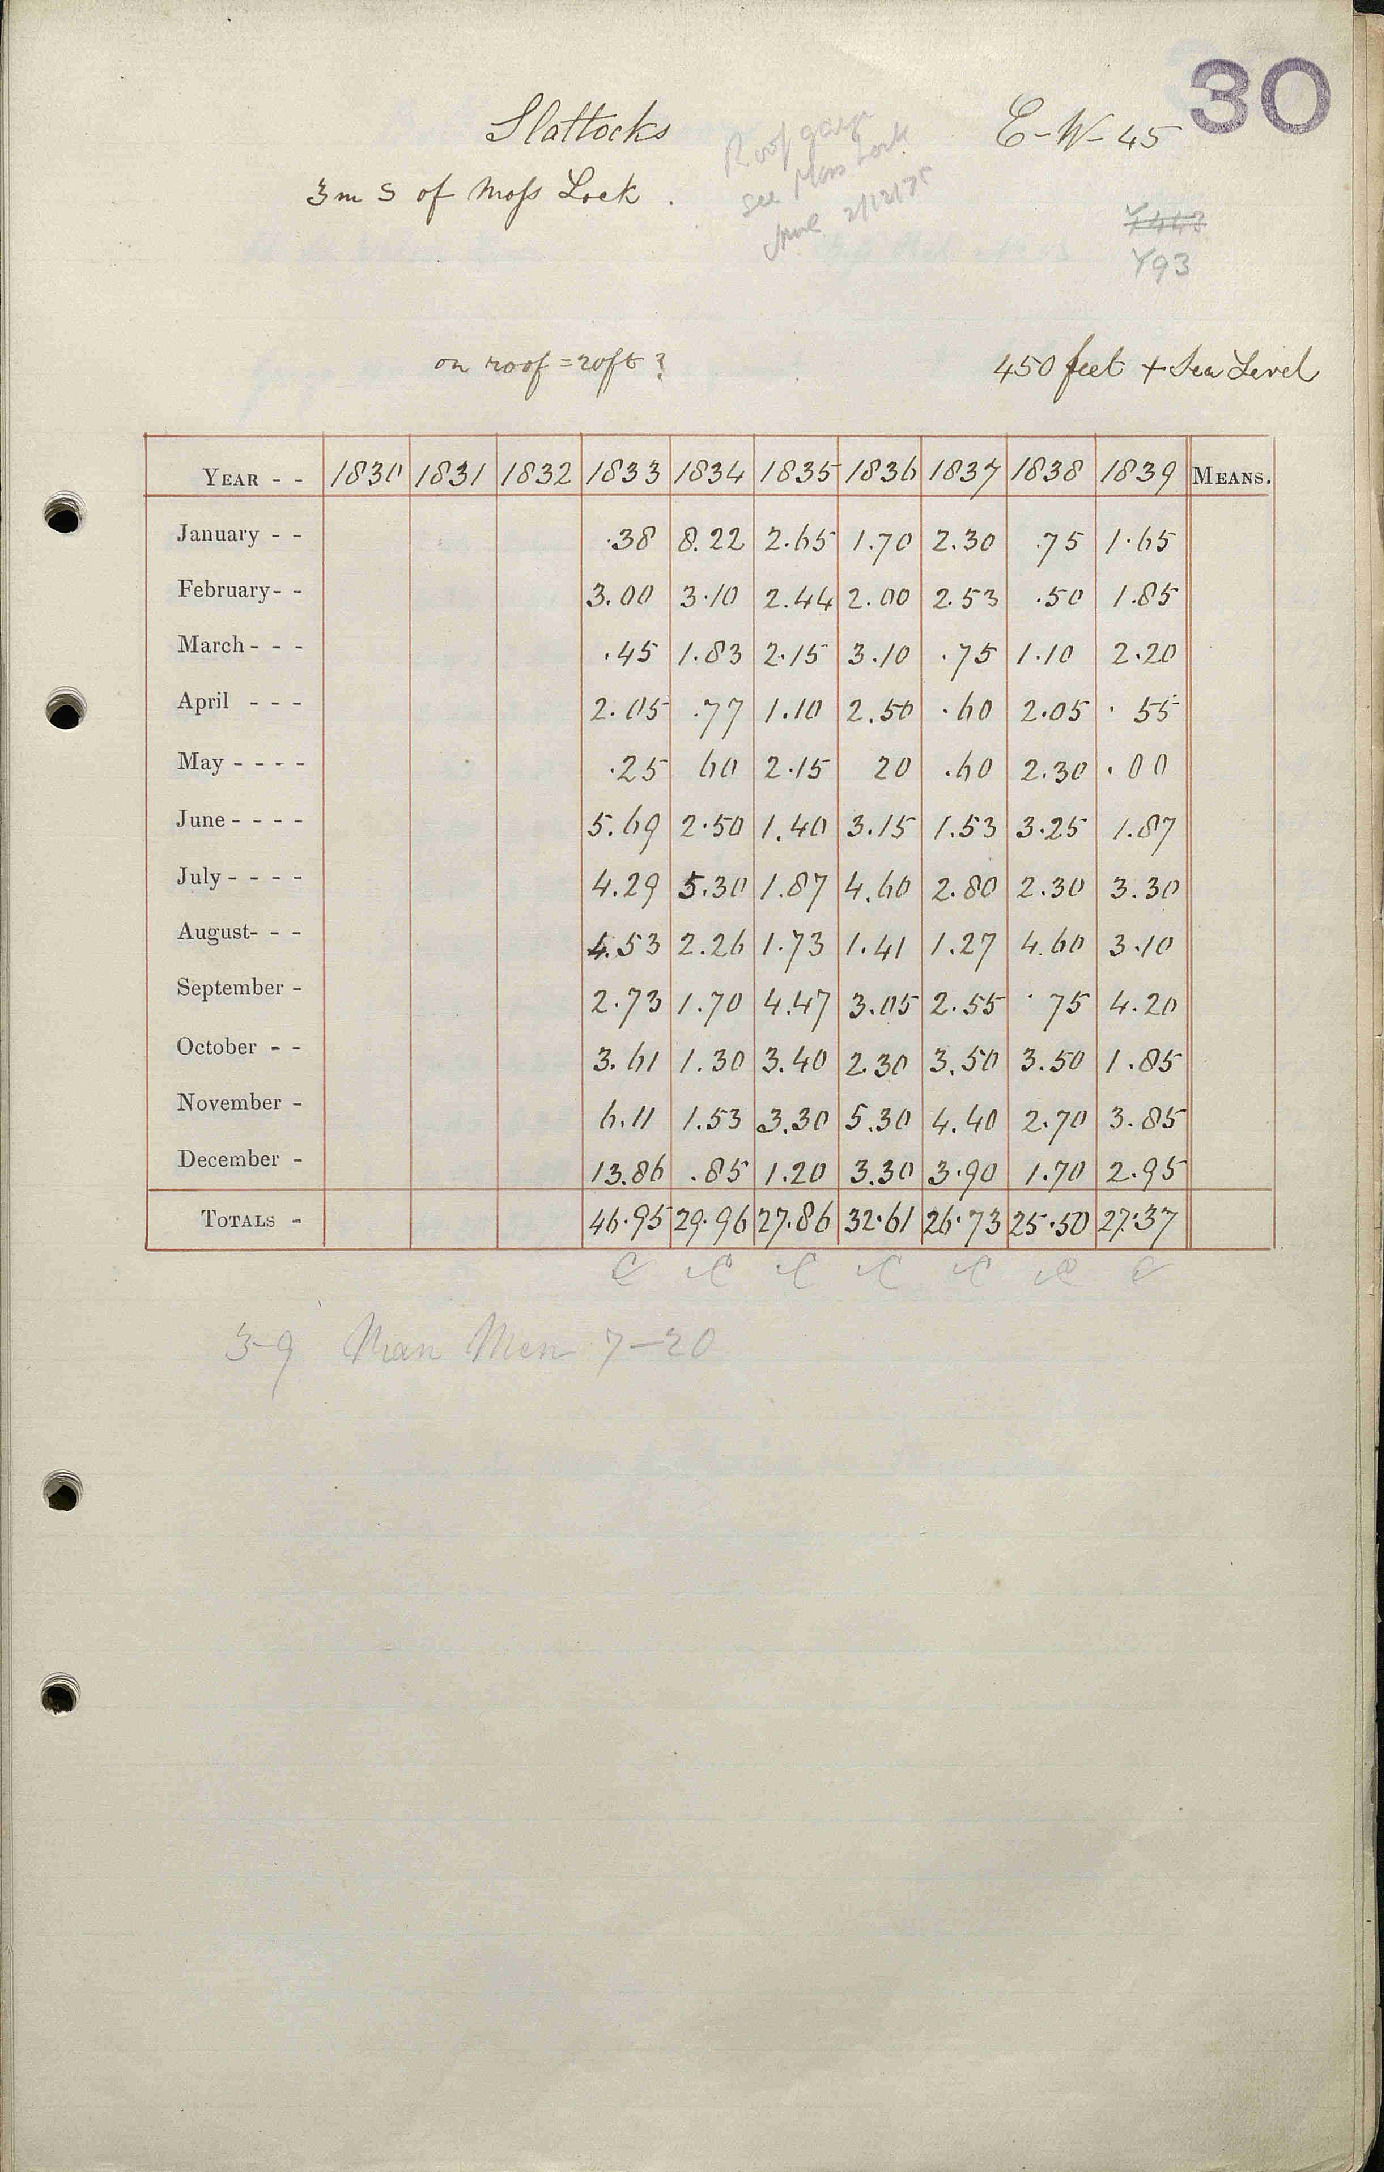 30
Slattocks
E-W-45
Roof gauge
see Moss Lock
2/12/75
3 m S of Moss Lock.
Y93
on roof = 20ft ?
450 feet + Sea Level
YEAR - - 1830 1831 1832 1833 1834 1835 1836 1837 1838 1839 MEANS.
January - - .38 8.22 2.65 1.70 2.30 .75 1.65
February - - 3.00 3.10 2.44 2.00 2.53 .50 1.85
March - - - .45 1.83 2.15 3.10 .75 1.10 2.20
April - - - 2.05 .77 1.10 2.50 .60 2.05 .55
May - - - - .25 60 2.15 20 .60 2.30 .00
June - - - - 5.69 2.50 1.40 3.15 1.53 3.25 1.87
July - - - - 4.29 5.30 1.87 4.60 2.80 2.30 3.30
August - - - 4.53 2.26 1.73 1.41 1.27 4.60 3.10
September - 2.73 1.70 4.47 3.05 2.55 .75 4.20
October - - 3.61 1.30 3.40 2.30 3.50 3.50 1.85
November - 6.11 1.53 3.30 5.30 4.40 2.70 3.85
December - 13.86 .85 1.20 3.30 3.90 1.70 2.95
TOTALS - 46.95 29.96 27.86 32.61 26.73 25.50 27.37
3-9 Man Mem 7-20